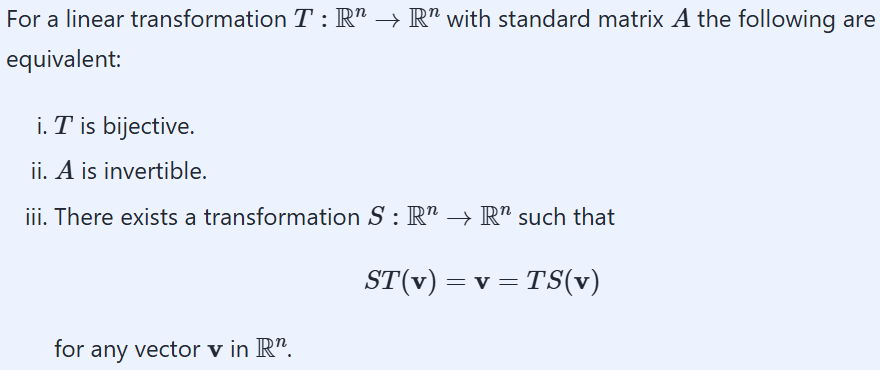 For a linear transformation T : ℝⁿ → ℝⁿ with standard matrix A the following are
equivalent:
i. T is bijective.
ii. A is invertible.
iii. There exists a transformation S : ℝⁿ → ℝⁿ such that
ST(𝐯) = 𝐯 = TS(𝐯)
for any vector 𝐯 in ℝⁿ.